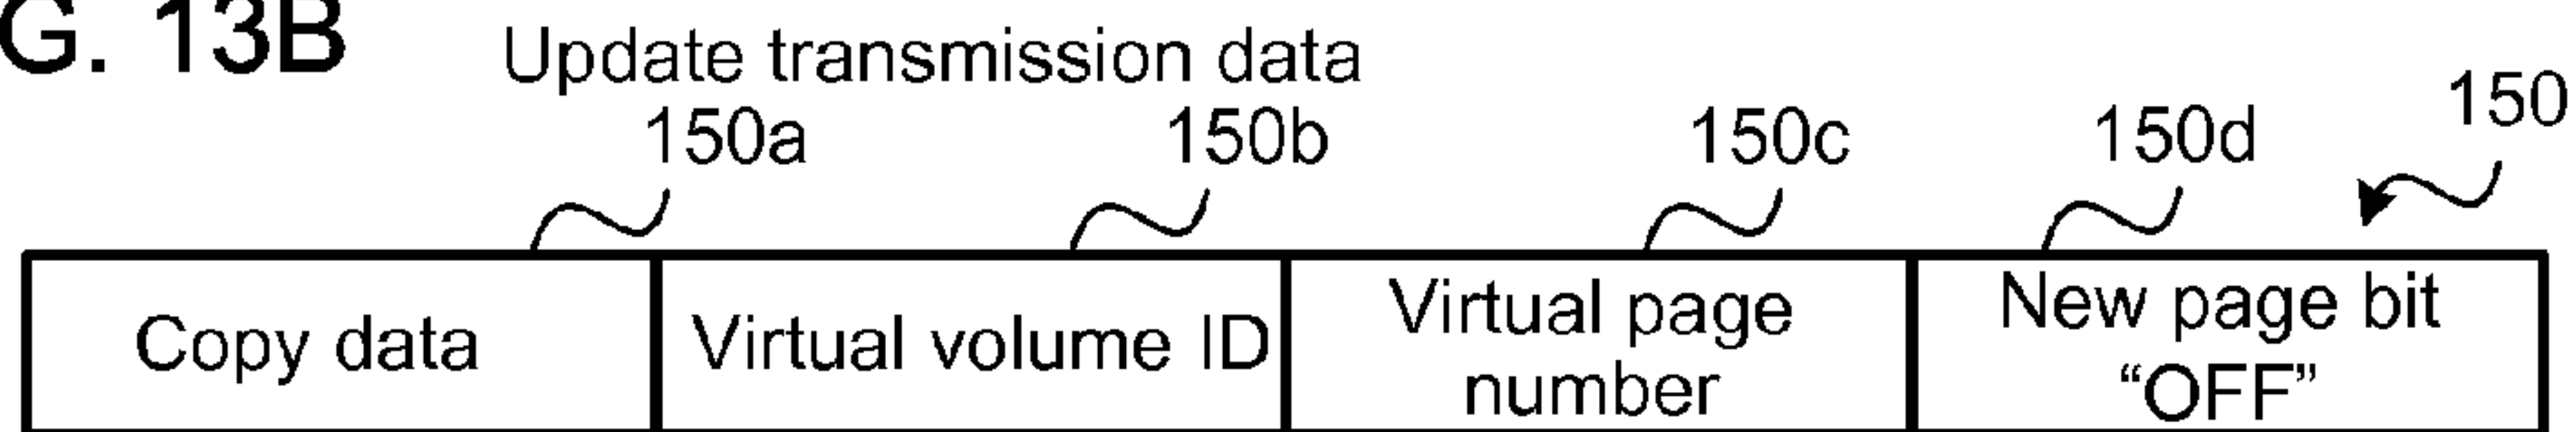 G. 13B
Update transmission data
150a 150b 150c 150d 150
Copy data Virtual volume ID Virtual page number New page bit "OFF"